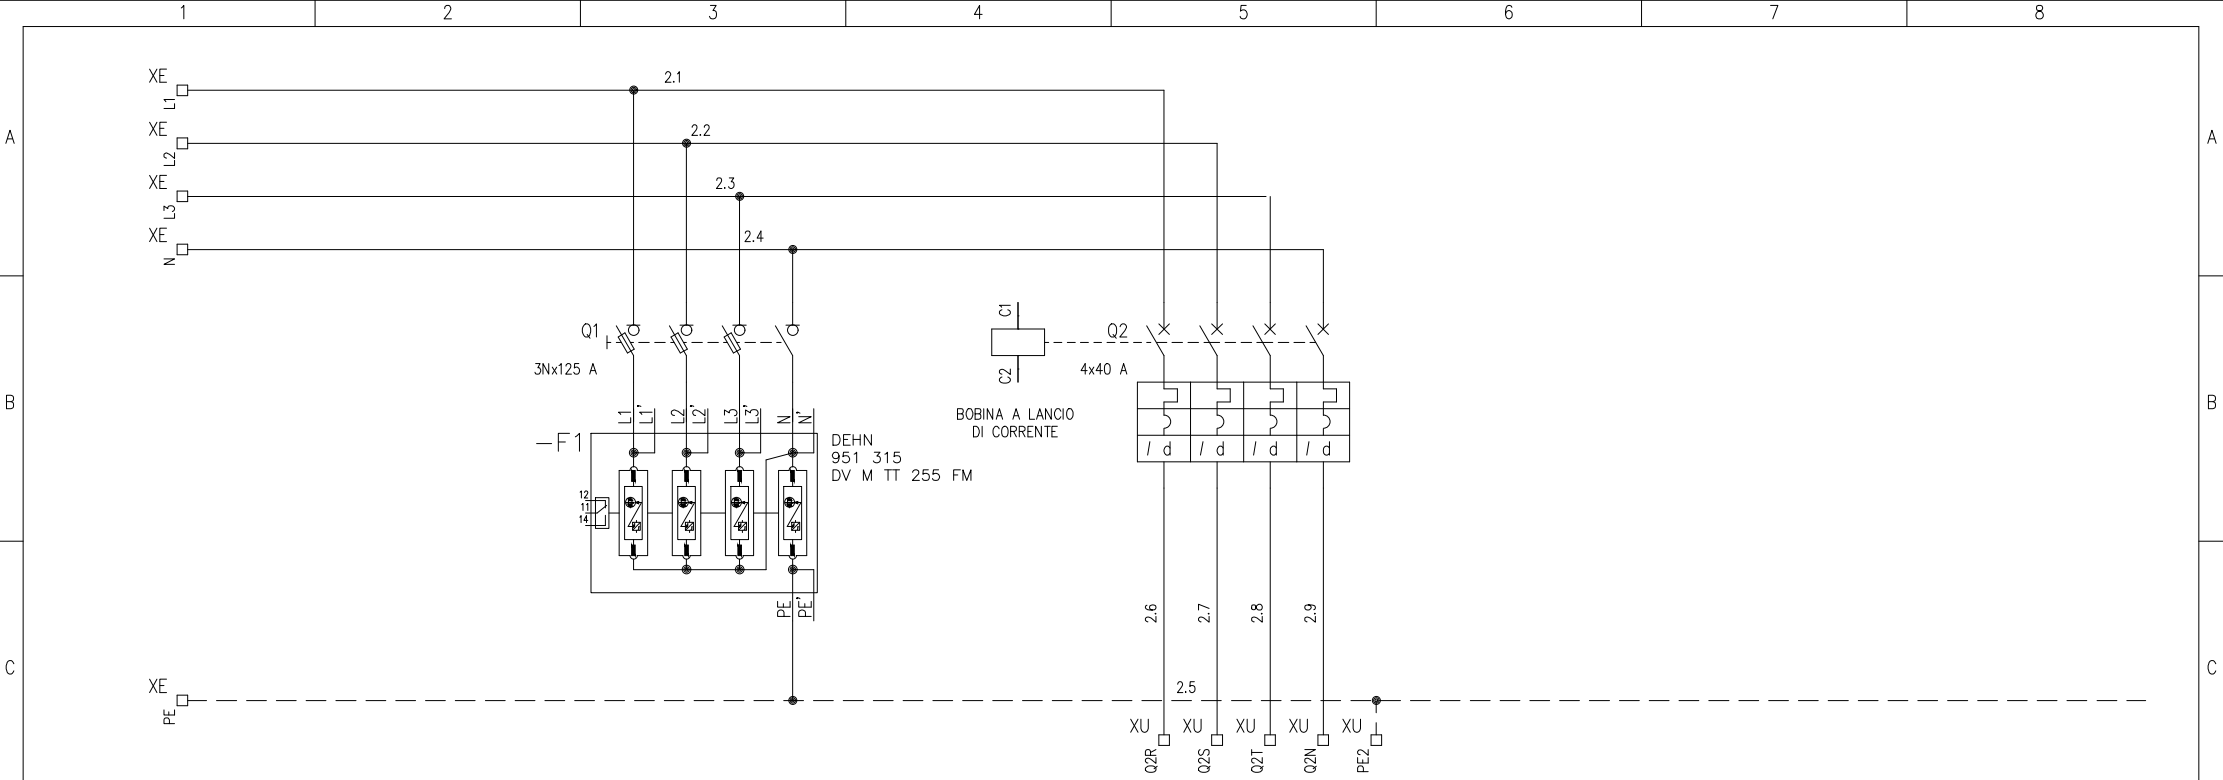 1 2 3 4 5 6 7 8
XE
L1
2.1
A A
XE
L2
2.2
XE
L3
2.3
XE
N
2.4
Q1
3Nx125 A
C1
C2
BOBINA A LANCIO
DI CORRENTE
Q2
4x40 A
B B
L1 L1' L2 L2' L3 L3' N N'
-F1
DEHN
951 315
DV M TT 255 FM
I d I d I d I d
12
11
14
PE PE'
2.6 2.7 2.8 2.9
C C
XE
PE
2.5
XU XU XU XU XU
Q2R Q2S Q2T Q2N PE2